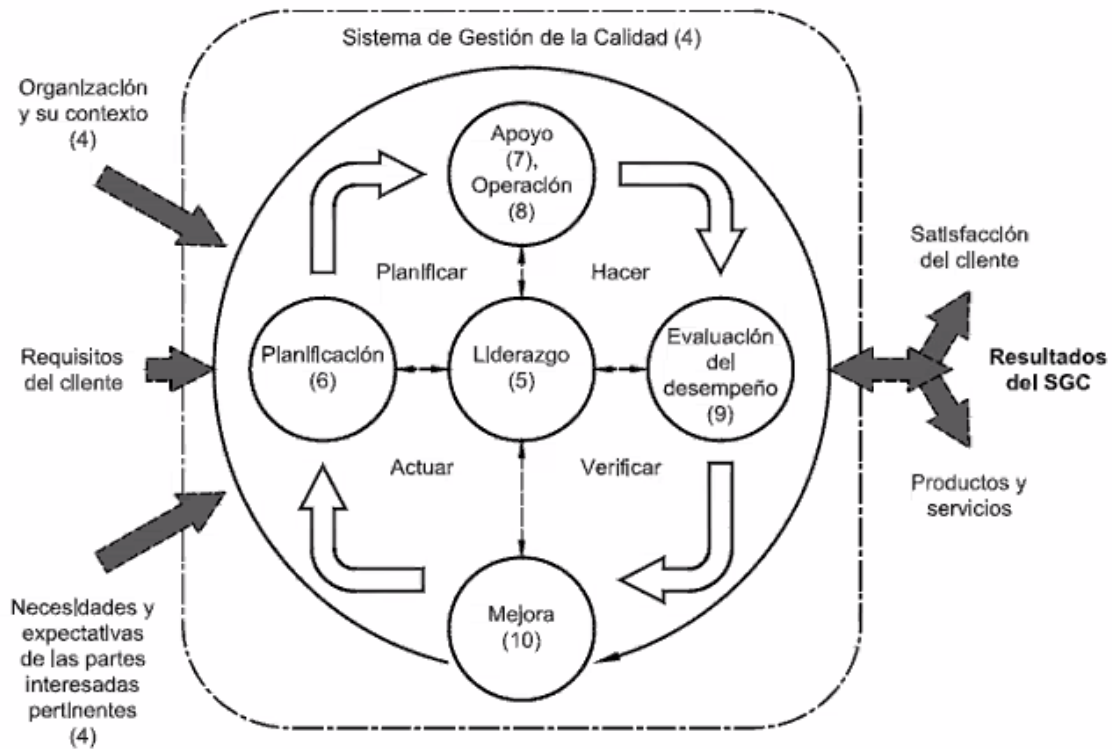 Sistema de Gestión de la Calidad (4)
Organización
y su contexto
(4)
Apoyo
(7),
Operación
(8)
Satisfacción
del cliente
Planificar
Hacer
Requisitos
del cliente
Planificación
(6)
Liderazgo
(5)
Evaluación
del
desempeño
(9)
Resultados
del SGC
Actuar
Verificar
Productos y
servicios
Mejora
(10)
Necesidades y
expectativas
de las partes
interesadas
pertinentes
(4)